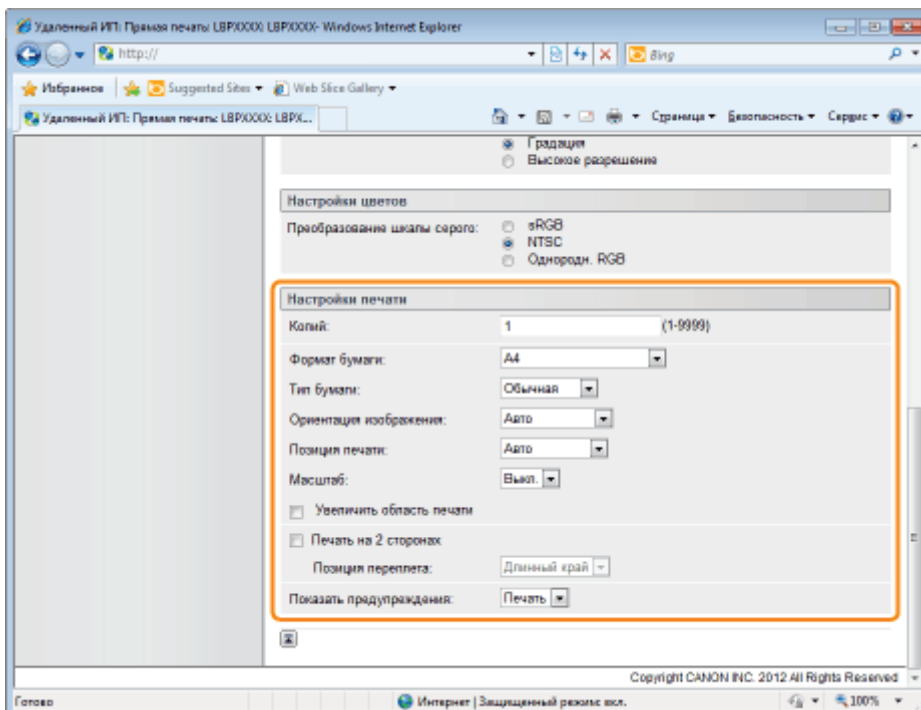 Удаленный ИП: Прямая печать: LBPXXXX: LBPXXXX- Windows Internet Explorer
http://
Bing
Избранное Suggested Sites Web Slice Gallery
Удаленный ИП: Прямая печать: LBPXXXX: LBPX... Страница Безопасность Сервис
Градация
Высокое разрешение
Настройки цветов
Преобразование шкалы серого: sRGB
NTSC
Однородн. RGB
Настройки печати
Копий: 1 (1-9999)
Формат бумаги: A4
Тип бумаги: Обычная
Ориентация изображения: Авто
Позиция печати: Авто
Масштаб: Выкл.
Увеличить область печати
Печать на 2 сторонах
Позиция переплета: Длинный край
Показать предупреждения: Печать
Copyright CANON INC. 2012 All Rights Reserved
Готово Интернет | Защищенный режим: вкл. 100%